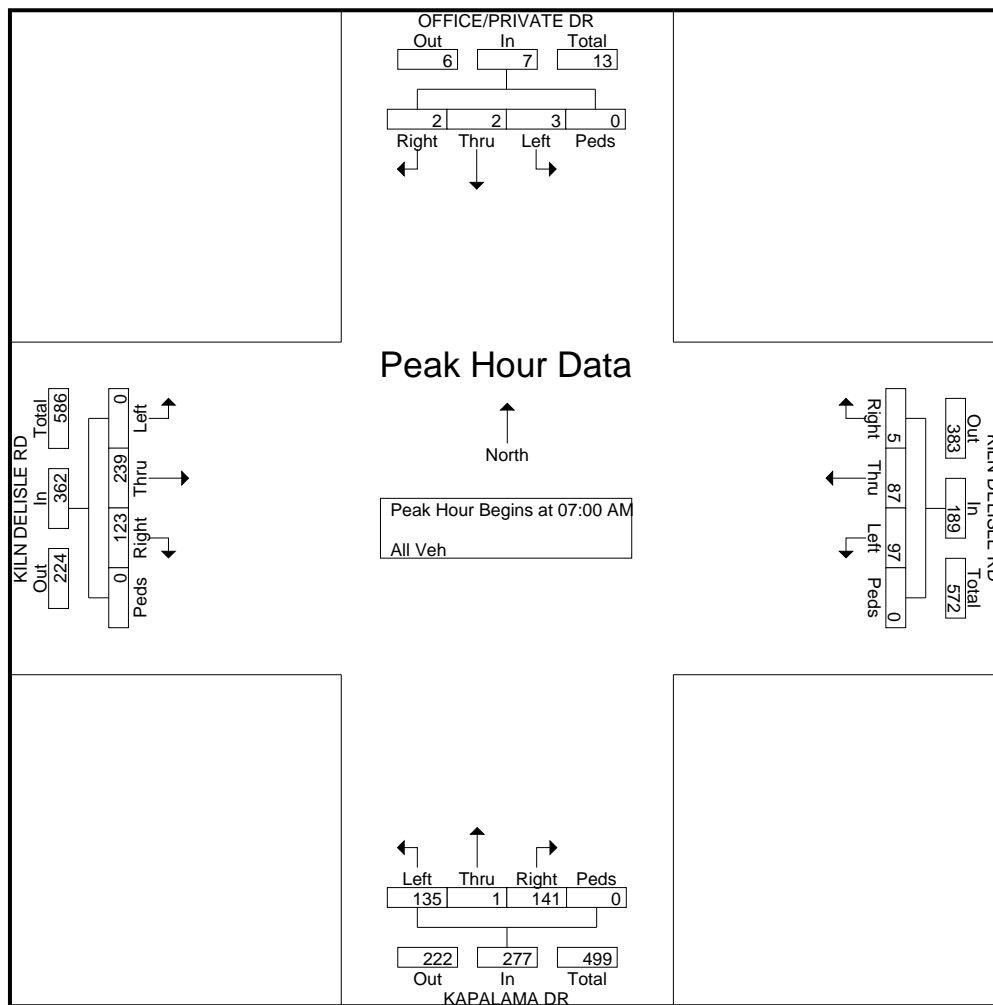 OFFICE/PRIVATE DR
Out In Total
6 7 13
2 2 3 0
Right Thru Left Peds
Peak Hour Data
North
Peak Hour Begins at 07:00 AM
All Veh
KILN DELISLE RD
Out In Total
224 362 586
0 239 123 0
Left Thru Right Peds
KILN DELISLE RD
Out In Total
383 189 572
5 87 97 0
Right Thru Left Peds
Left Thru Right Peds
135 1 141 0
222 277 499
Out In Total
KAPALAMA DR